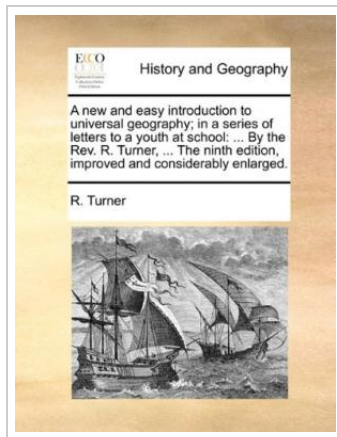 ECCO
History and Geography
A new and easy introduction to
universal geography; in a series of
letters to a youth at school: ... By the
Rev. R. Turner, ... The ninth edition,
improved and considerably enlarged.
R. Turner